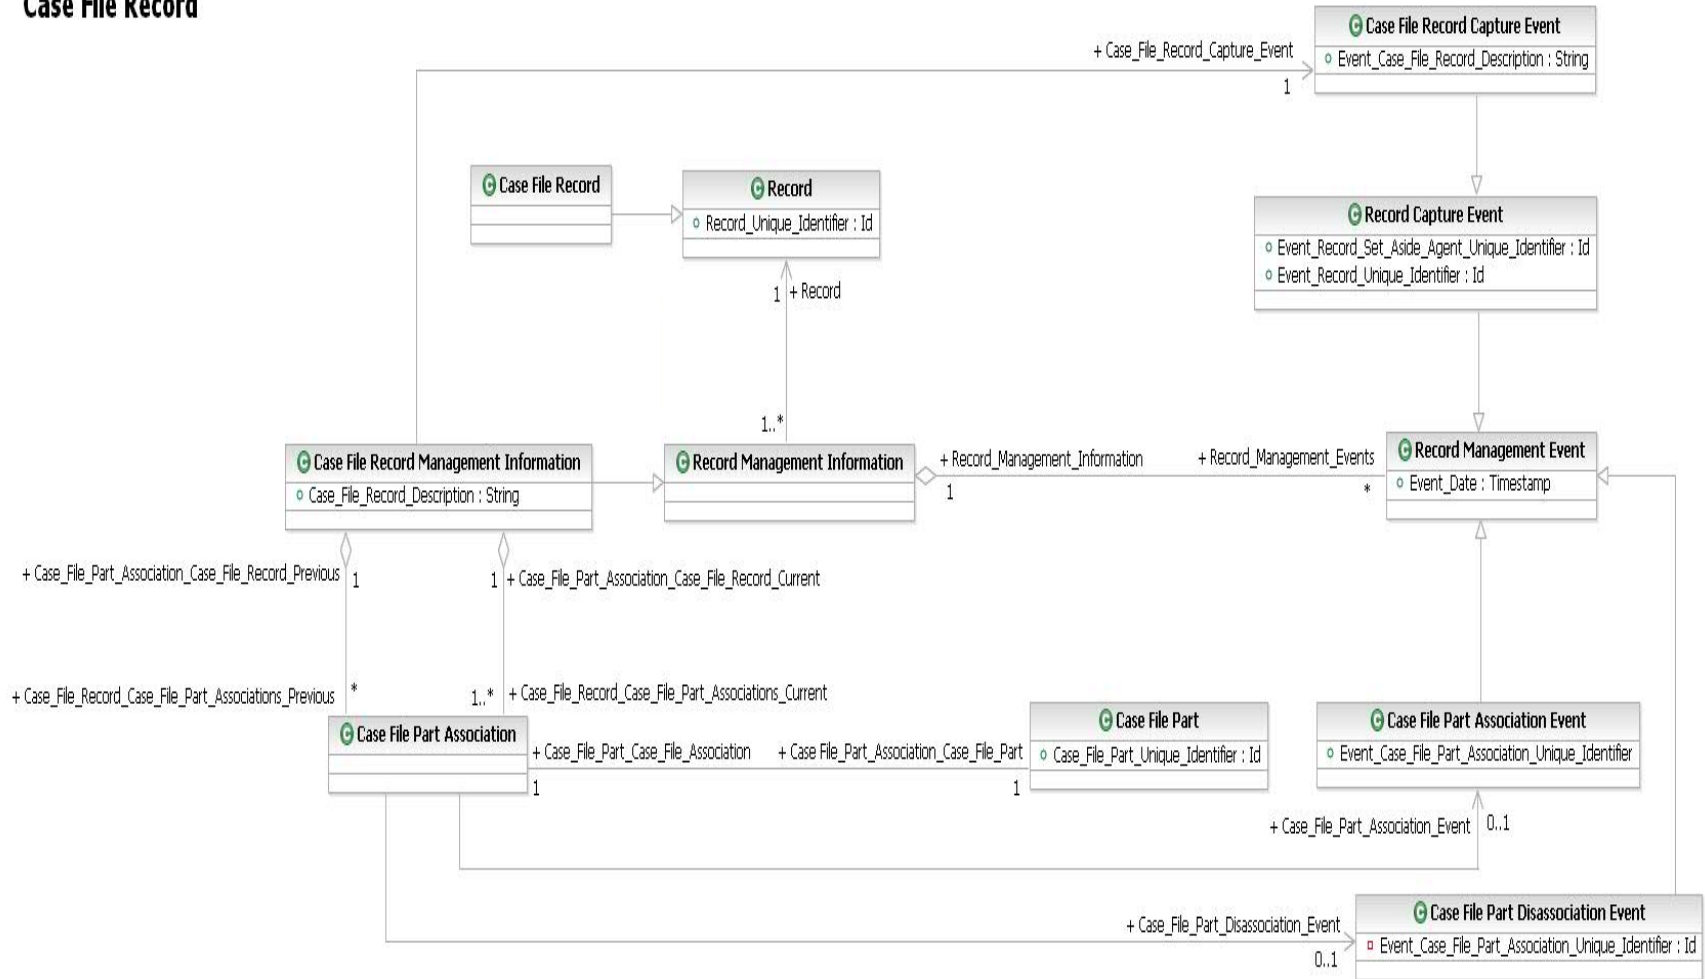 Case File Record
Case File Record Capture Event
+ Case_File_Record_Capture_Event
Event_Case_File_Record_Description : String
1
Case File Record
Record
Record_Unique_Identifier : Id
Record Capture Event
Event_Record_Set_Aside_Agent_Unique_Identifier : Id
Event_Record_Unique_Identifier : Id
1 + Record
1..*
Case File Record Management Information
Case_File_Record_Description : String
Record Management Information
+ Record_Management_Information
1
+ Record_Management_Events
*
Record Management Event
Event_Date : Timestamp
+ Case_File_Part_Association_Case_File_Record_Previous 1
1 + Case_File_Part_Association_Case_File_Record_Current
+ Case_File_Record_Case_File_Part_Associations_Previous *
1..* + Case_File_Record_Case_File_Part_Associations_Current
Case File Part Association
+ Case_File_Part_Case_File_Association
1
+ Case File_Part_Association_Case_File_Part
1
Case File Part
Case_File_Part_Unique_Identifier : Id
Case File Part Association Event
Event_Case_File_Part_Association_Unique_Identifier
+ Case_File_Part_Association_Event 0..1
Case File Part Disassociation Event
+ Case_File_Part_Disassociation_Event
Event_Case_File_Part_Association_Unique_Identifier : Id
0..1